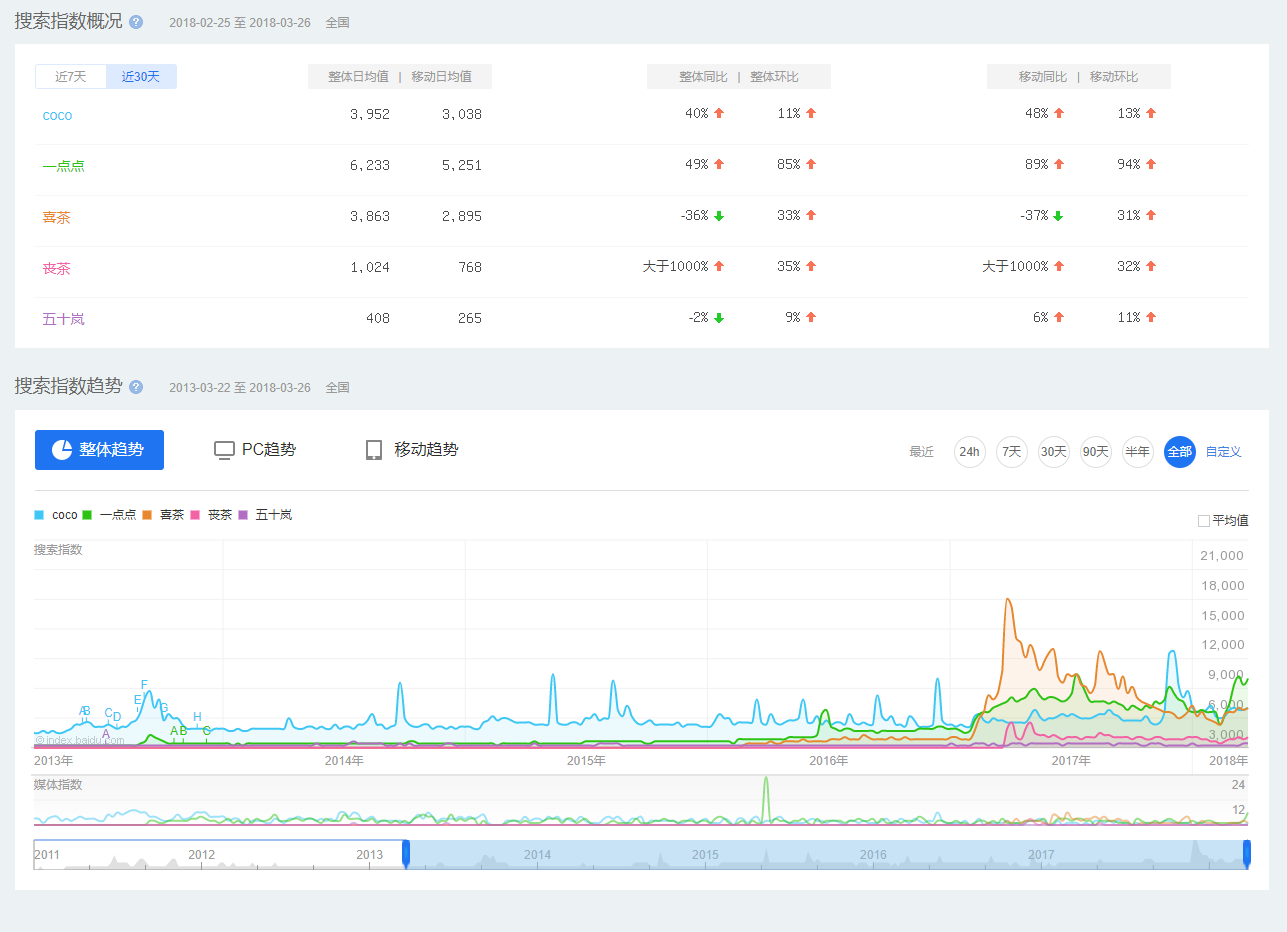 搜索指数概况 ? 2018-02-25 至 2018-03-26 全国
近7天 近30天 整体日均值 | 移动日均值 整体同比 | 整体环比 移动同比 | 移动环比
coco 3,952 3,038 40% 11% 48% 13%
一点点 6,233 5,251 49% 85% 89% 94%
喜茶 3,863 2,895 -36% 33% -37% 31%
丧茶 1,024 768 大于1000% 35% 大于1000% 32%
五十岚 408 265 -2% 9% 6% 11%
搜索指数趋势 ? 2013-03-22 至 2018-03-26 全国
整体趋势 PC趋势 移动趋势 最近 24h 7天 30天 90天 半年 全部 自定义
coco 一点点 喜茶 丧茶 五十岚
平均值
搜索指数
21,000
18,000
15,000
12,000
9,000
6,000
3,000
A B C D E F G H
A
A B C
©index.baidu.com
2013年 2014年 2015年 2016年 2017年 2018年
媒体指数
24
12
2011 2012 2013 2014 2015 2016 2017